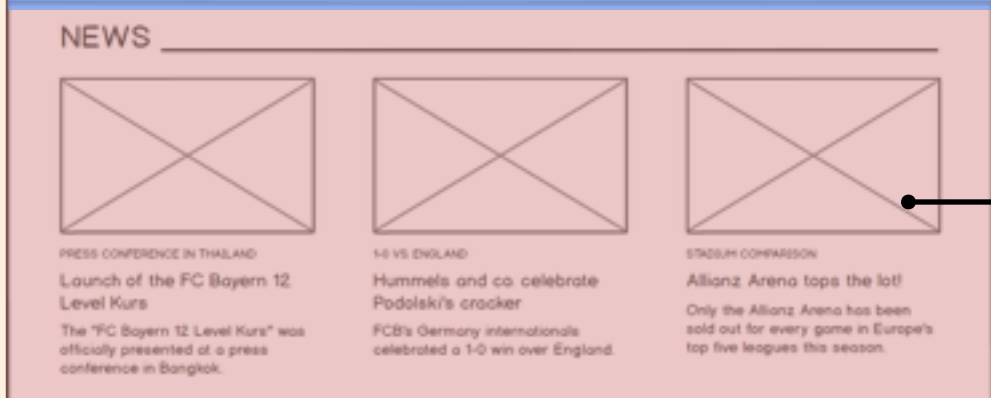 NEWS
PRESS CONFERENCE IN THAILAND
Launch of the FC Bayern 12
Level Kurs
The "FC Bayern 12 Level Kurs" was
officially presented at a press
conference in Bangkok.
1-0 VS. ENGLAND
Hummels and co. celebrate
Podolski's cracker
FCB's Germany internationals
celebrated a 1-0 win over England.
STADIUM COMPARISON
Allianz Arena tops the lot!
Only the Allianz Arena has been
sold out for every game in Europe's
top five leagues this season.